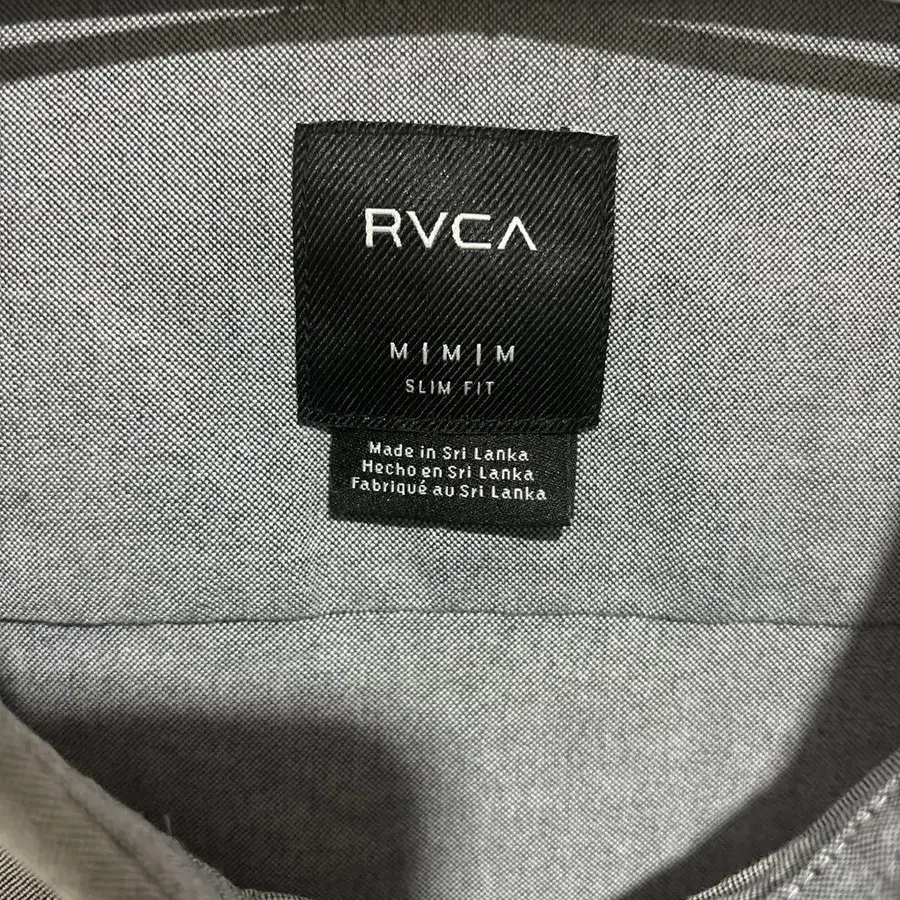 RVCA
M | M | M
SLIM FIT
Made in Sri Lanka
Hecho en Sri Lanka
Fabriqué au Sri Lanka